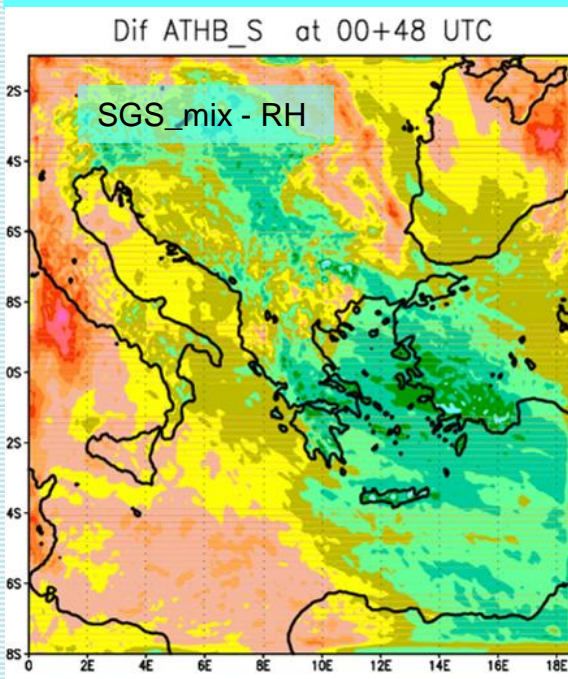 Dif ATHB_S at 00+48 UTC
SGS_mix - RH
2S
4S
6S
8S
0S
2S
4S
6S
8S
0 2E 4E 6E 8E 10E 12E 14E 16E 18E